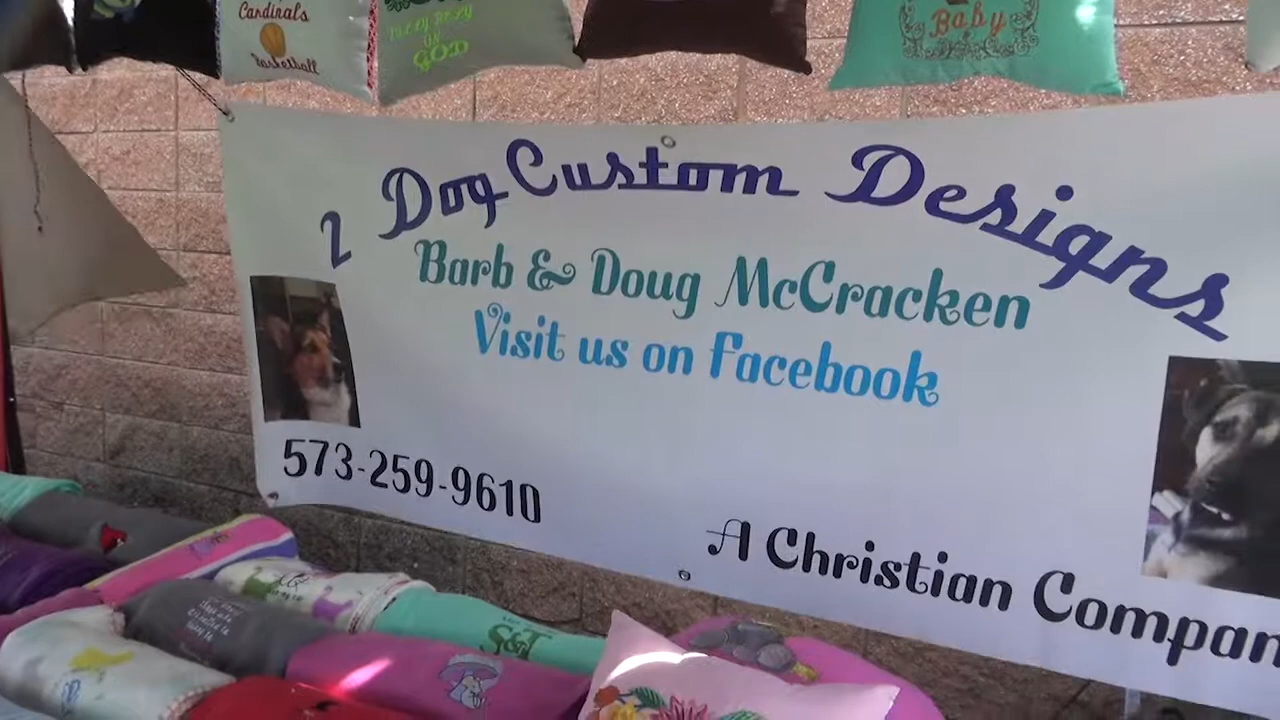 Cardinals
Basketball
GOD
Baby
2 Dog Custom Designs
Barb & Doug McCracken
Visit us on Facebook
573-259-9610
A Christian Compan
S&T